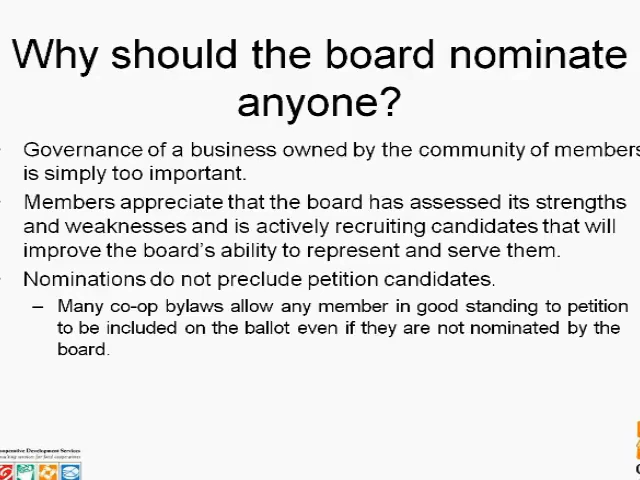 Why should the board nominate
anyone?
Governance of a business owned by the community of members
is simply too important.
Members appreciate that the board has assessed its strengths
and weaknesses and is actively recruiting candidates that will
improve the board's ability to represent and serve them.
Nominations do not preclude petition candidates.
– Many co-op bylaws allow any member in good standing to petition
to be included on the ballot even if they are not nominated by the
board.
ooperative Development Services